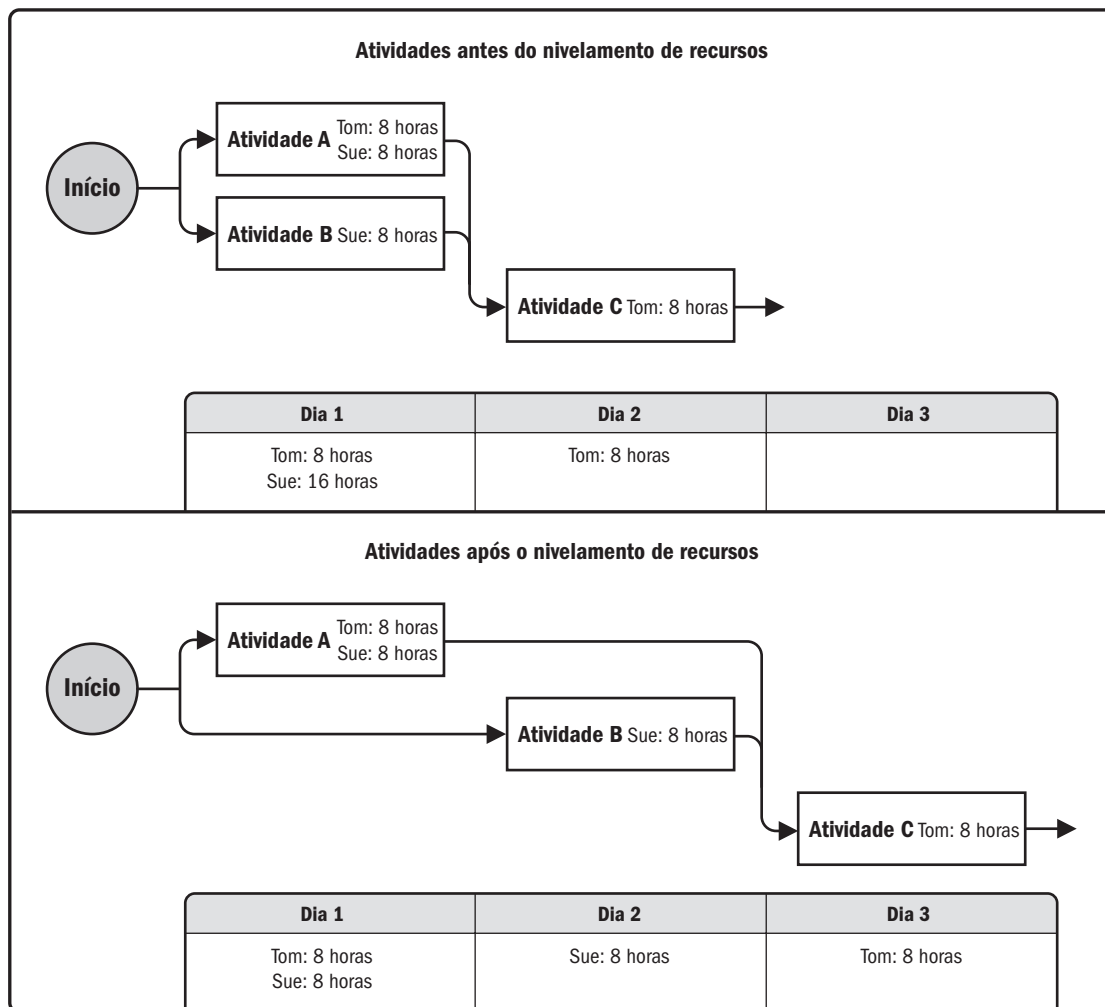 Atividades antes do nivelamento de recursos
Início
Atividade A
Tom: 8 horas
Sue: 8 horas
Atividade B Sue: 8 horas
Atividade C Tom: 8 horas
Dia 1
Dia 2
Dia 3
Tom: 8 horas
Sue: 16 horas
Tom: 8 horas
Atividades após o nivelamento de recursos
Início
Atividade A
Tom: 8 horas
Sue: 8 horas
Atividade B Sue: 8 horas
Atividade C Tom: 8 horas
Dia 1
Dia 2
Dia 3
Tom: 8 horas
Sue: 8 horas
Sue: 8 horas
Tom: 8 horas